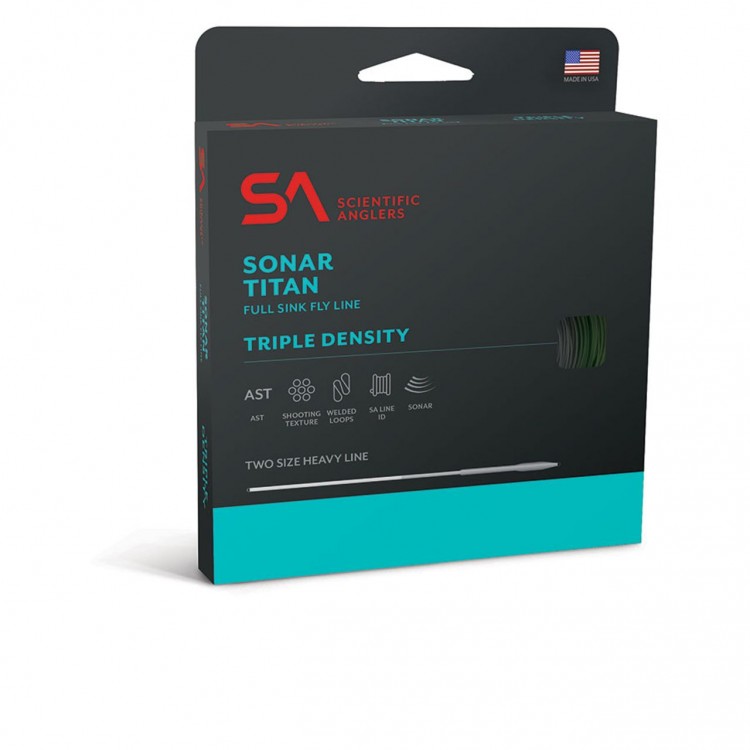 MADE IN USA
SA
SCIENTIFIC
ANGLERS
SONAR
TITAN
FULL SINK FLY LINE
TRIPLE DENSITY
AST
AST
SHOOTING
TEXTURE
WELDED
LOOPS
SA LINE
ID
SONAR
TWO SIZE HEAVY LINE